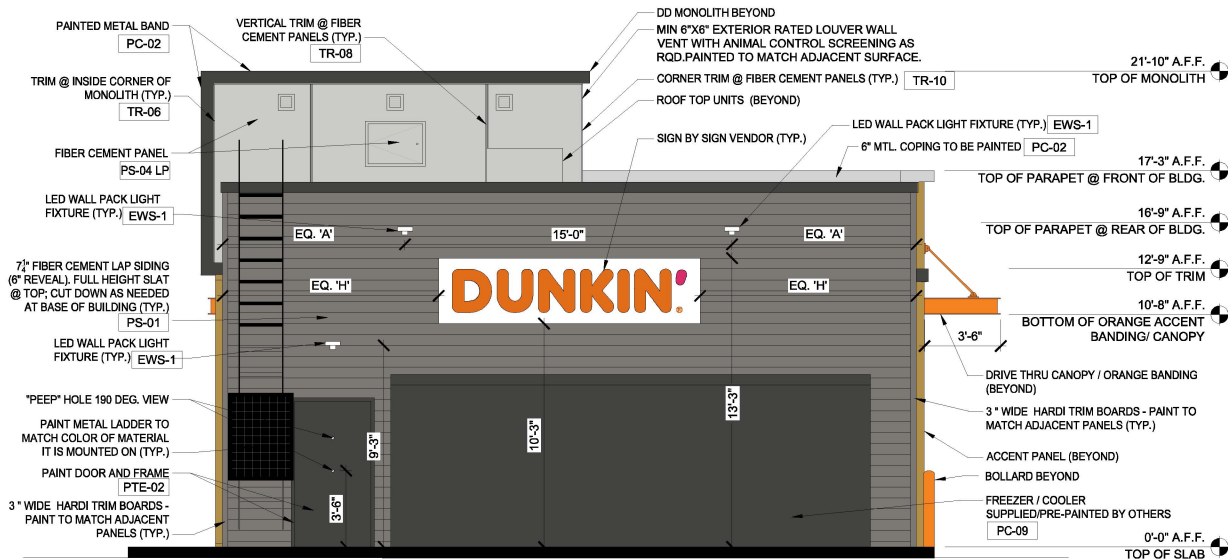 PAINTED METAL BAND
PC-02
VERTICAL TRIM @ FIBER
CEMENT PANELS (TYP.)
TR-08
TRIM @ INSIDE CORNER OF
MONOLITH (TYP.)
TR-06
FIBER CEMENT PANEL
PS-04 LP
LED WALL PACK LIGHT
FIXTURE (TYP.) EWS-1
7¼" FIBER CEMENT LAP SIDING
(6" REVEAL). FULL HEIGHT SLAT
@ TOP; CUT DOWN AS NEEDED
AT BASE OF BUILDING (TYP.)
PS-01
LED WALL PACK LIGHT
FIXTURE (TYP.) EWS-1
"PEEP" HOLE 190 DEG. VIEW
PAINT METAL LADDER TO
MATCH COLOR OF MATERIAL
IT IS MOUNTED ON (TYP.)
PAINT DOOR AND FRAME
PTE-02
3 " WIDE HARDI TRIM BOARDS -
PAINT TO MATCH ADJACENT
PANELS (TYP.)
DD MONOLITH BEYOND
MIN 6"X6" EXTERIOR RATED LOUVER WALL
VENT WITH ANIMAL CONTROL SCREENING AS
RQD.PAINTED TO MATCH ADJACENT SURFACE.
CORNER TRIM @ FIBER CEMENT PANELS (TYP.) TR-10
ROOF TOP UNITS (BEYOND)
SIGN BY SIGN VENDOR (TYP.)
LED WALL PACK LIGHT FIXTURE (TYP.) EWS-1
6" MTL. COPING TO BE PAINTED PC-02
EQ. 'A'
15'-0"
EQ. 'A'
EQ. 'H'
DUNKIN'
EQ. 'H'
9'-3"
3'-6"
10'-3"
13'-3"
21'-10" A.F.F.
TOP OF MONOLITH
17'-3" A.F.F.
TOP OF PARAPET @ FRONT OF BLDG.
16'-9" A.F.F.
TOP OF PARAPET @ REAR OF BLDG.
12'-9" A.F.F.
TOP OF TRIM
10'-8" A.F.F.
BOTTOM OF ORANGE ACCENT
BANDING/ CANOPY
3'-6"
DRIVE THRU CANOPY / ORANGE BANDING
(BEYOND)
3 " WIDE HARDI TRIM BOARDS - PAINT TO
MATCH ADJACENT PANELS (TYP.)
ACCENT PANEL (BEYOND)
BOLLARD BEYOND
FREEZER / COOLER
SUPPLIED/PRE-PAINTED BY OTHERS
PC-09
0'-0" A.F.F.
TOP OF SLAB